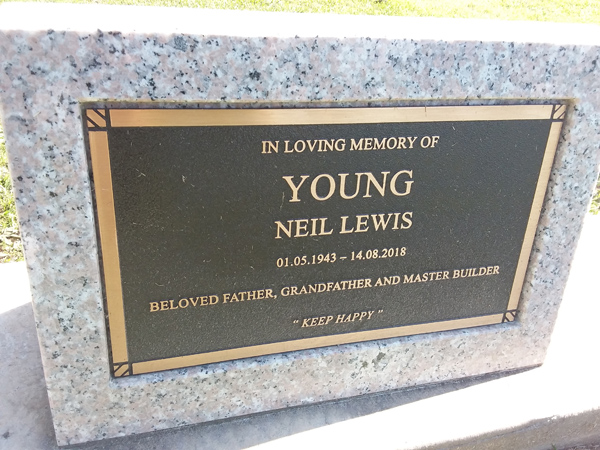 IN LOVING MEMORY OF
YOUNG
NEIL LEWIS
01.05.1943 – 14.08.2018
BELOVED FATHER, GRANDFATHER AND MASTER BUILDER
“ KEEP HAPPY ”